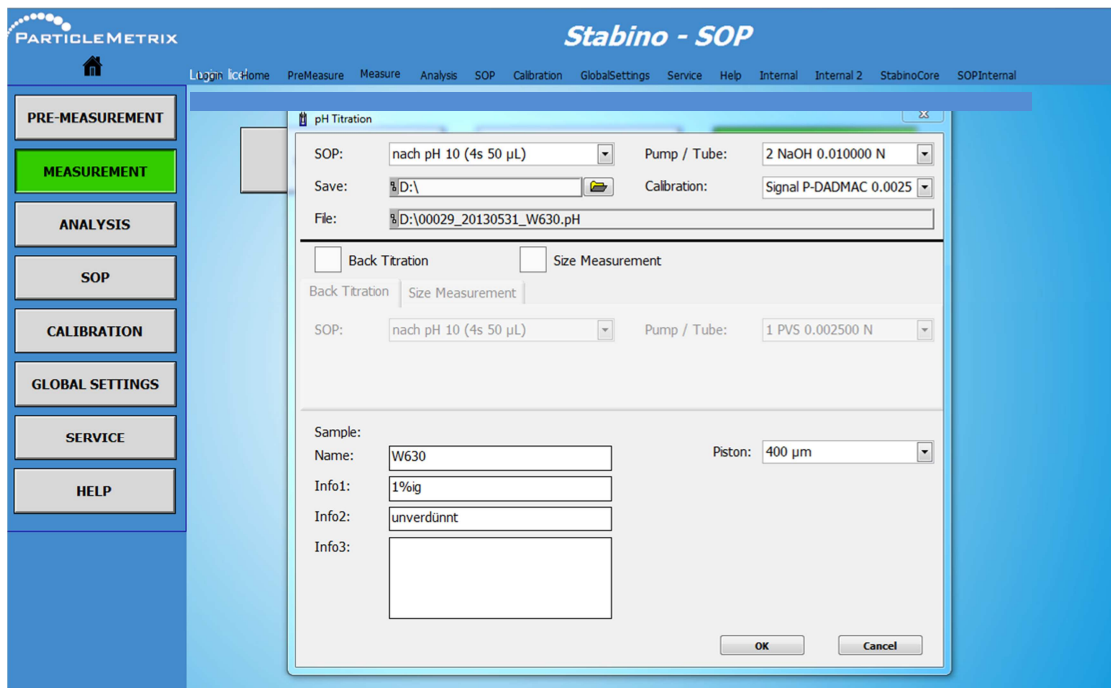 PARTICLEMETRIX
Stabino - SOP
Login Home PreMeasure Measure Analysis SOP Calibration GlobalSettings Service Help Internal Internal 2 StabinoCore SOPInternal
PRE-MEASUREMENT
MEASUREMENT
ANALYSIS
SOP
CALIBRATION
GLOBAL SETTINGS
SERVICE
HELP
pH Titration
SOP: nach pH 10 (4s 50 µL) Pump / Tube: 2 NaOH 0.010000 N
Save: D:\ Calibration: Signal P-DADMAC 0.0025
File: D:\00029_20130531_W630.pH
Back Titration Size Measurement
Back Titration Size Measurement
SOP: nach pH 10 (4s 50 µL) Pump / Tube: 1 PVS 0.002500 N
Sample:
Name: W630 Piston: 400 µm
Info1: 1%ig
Info2: unverdünnt
Info3:
OK Cancel